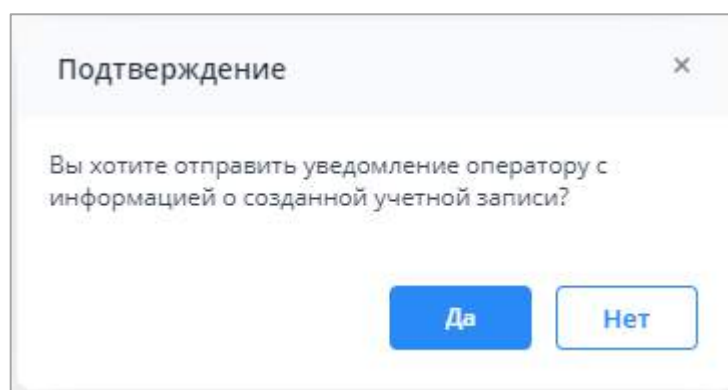 Подтверждение
×
Вы хотите отправить уведомление оператору с
информацией о созданной учетной записи?
Да
Нет